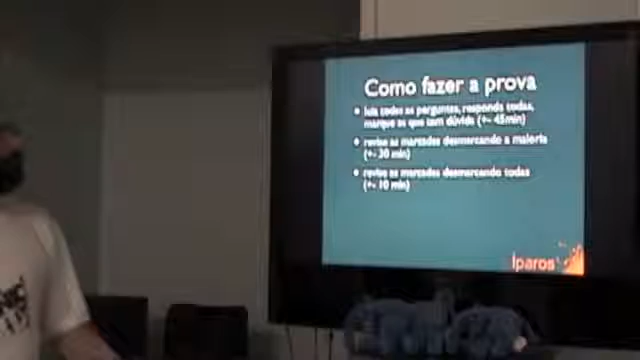 Como fazer a prova
leia todas as perguntas, responda todas,
marque as que tem dúvida (+- 45min)
revise as marcadas desmarcando a maioria
(+- 30 min)
revise as marcadas desmarcando todas
(+- 10 min)
Iparos